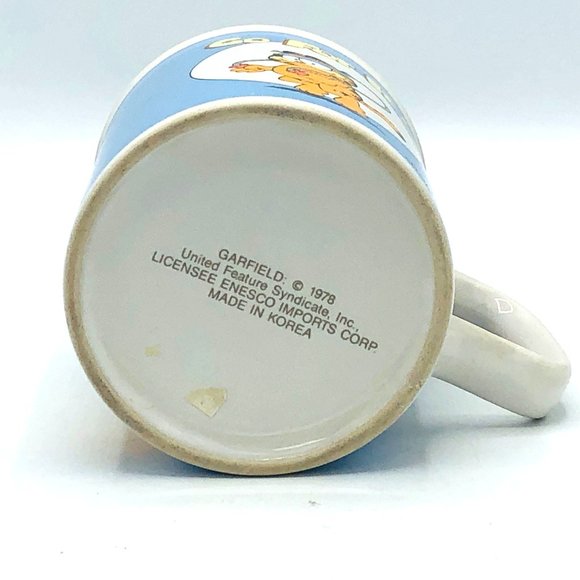 GARFIELD: © 1978
United Feature Syndicate, Inc.,
LICENSEE ENESCO IMPORTS CORP.
MADE IN KOREA
D